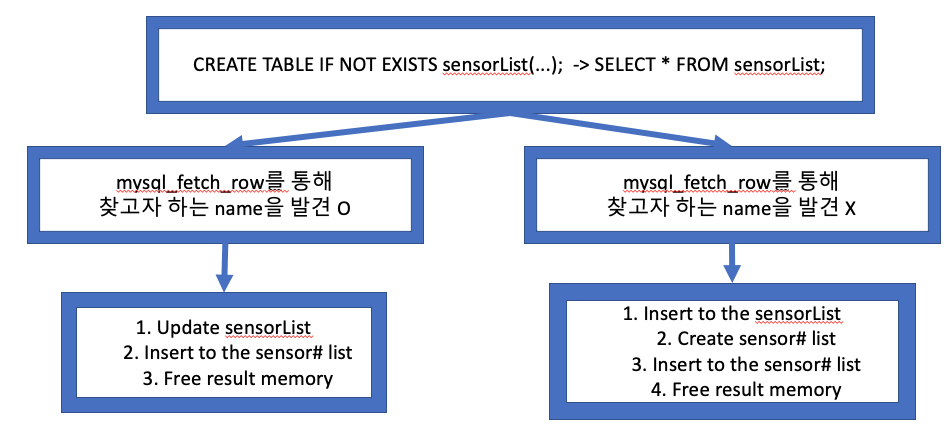 CREATE TABLE IF NOT EXISTS sensorList(...);  -> SELECT * FROM sensorList;
mysql_fetch_row를 통해
찾고자 하는 name을 발견 O
mysql_fetch_row를 통해
찾고자 하는 name을 발견 X
1. Update sensorList
2. Insert to the sensor# list
3. Free result memory
1. Insert to the sensorList
2. Create sensor# list
3. Insert to the sensor# list
4. Free result memory